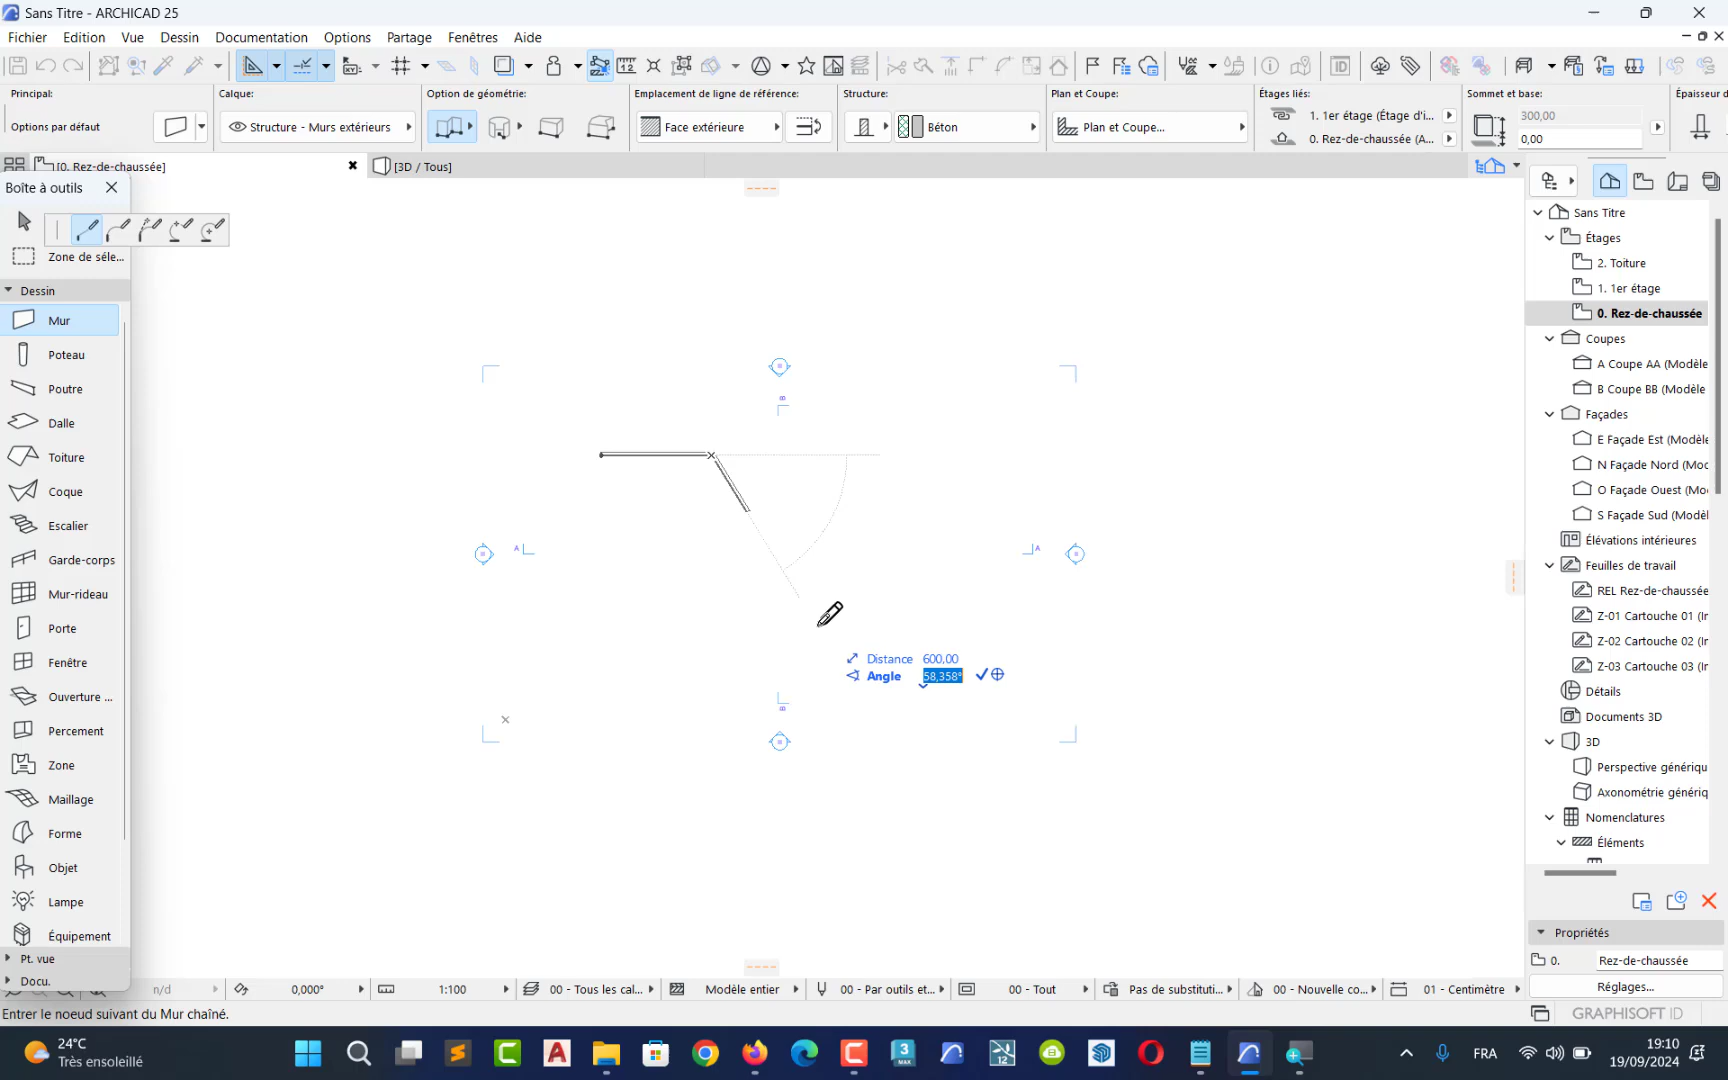 Sans Titre - ARCHICAD 25
Fichier Edition Vue Dessin Documentation Options Partage Fenêtres Aide
Principal: Calque: Option de géométrie: Emplacement de ligne de référence: Structure: Plan et Coupe: Étages liés: Sommet et base: Épaisseur d
Options par défaut Structure - Murs extérieurs Face extérieure Béton Plan et Coupe... 1. 1er étage (Étage d'i... 300,00
0. Rez-de-chaussée (A... 0,00
[0. Rez-de-chaussée] [3D / Tous]
Boîte à outils
Zone de séle...
Dessin
Mur
Poteau
Poutre
Dalle
Toiture
Coque
Escalier
Garde-corps
Mur-rideau
Porte
Fenêtre
Ouverture ...
Percement
Zone
Maillage
Forme
Objet
Lampe
Équipement
Pt. vue
Docu.
B
A A
B
Distance 600,00
Angle 58,358°
Sans Titre
Étages
2. Toiture
1. 1er étage
0. Rez-de-chaussée
Coupes
A Coupe AA (Modèle
B Coupe BB (Modèle
Façades
E Façade Est (Modèle
N Façade Nord (Moc
O Façade Ouest (Mo
S Façade Sud (Modèl
Élévations intérieures
Feuilles de travail
REL Rez-de-chaussée
Z-01 Cartouche 01 (Ir
Z-02 Cartouche 02 (Ir
Z-03 Cartouche 03 (Ir
Détails
Documents 3D
3D
Perspective génériqu
Axonométrie génériq
Nomenclatures
Éléments
Propriétés
0. Rez-de-chaussée
Réglages...
n/d 0,000° 1:100 00 - Tous les cal... Modèle entier 00 - Par outils et... 00 - Tout Pas de substituti... 00 - Nouvelle co... 01 - Centimètre
Entrer le noeud suivant du Mur chaîné.
GRAPHISOFT ID
24°C
Très ensoleillé
FRA
19:10
19/09/2024